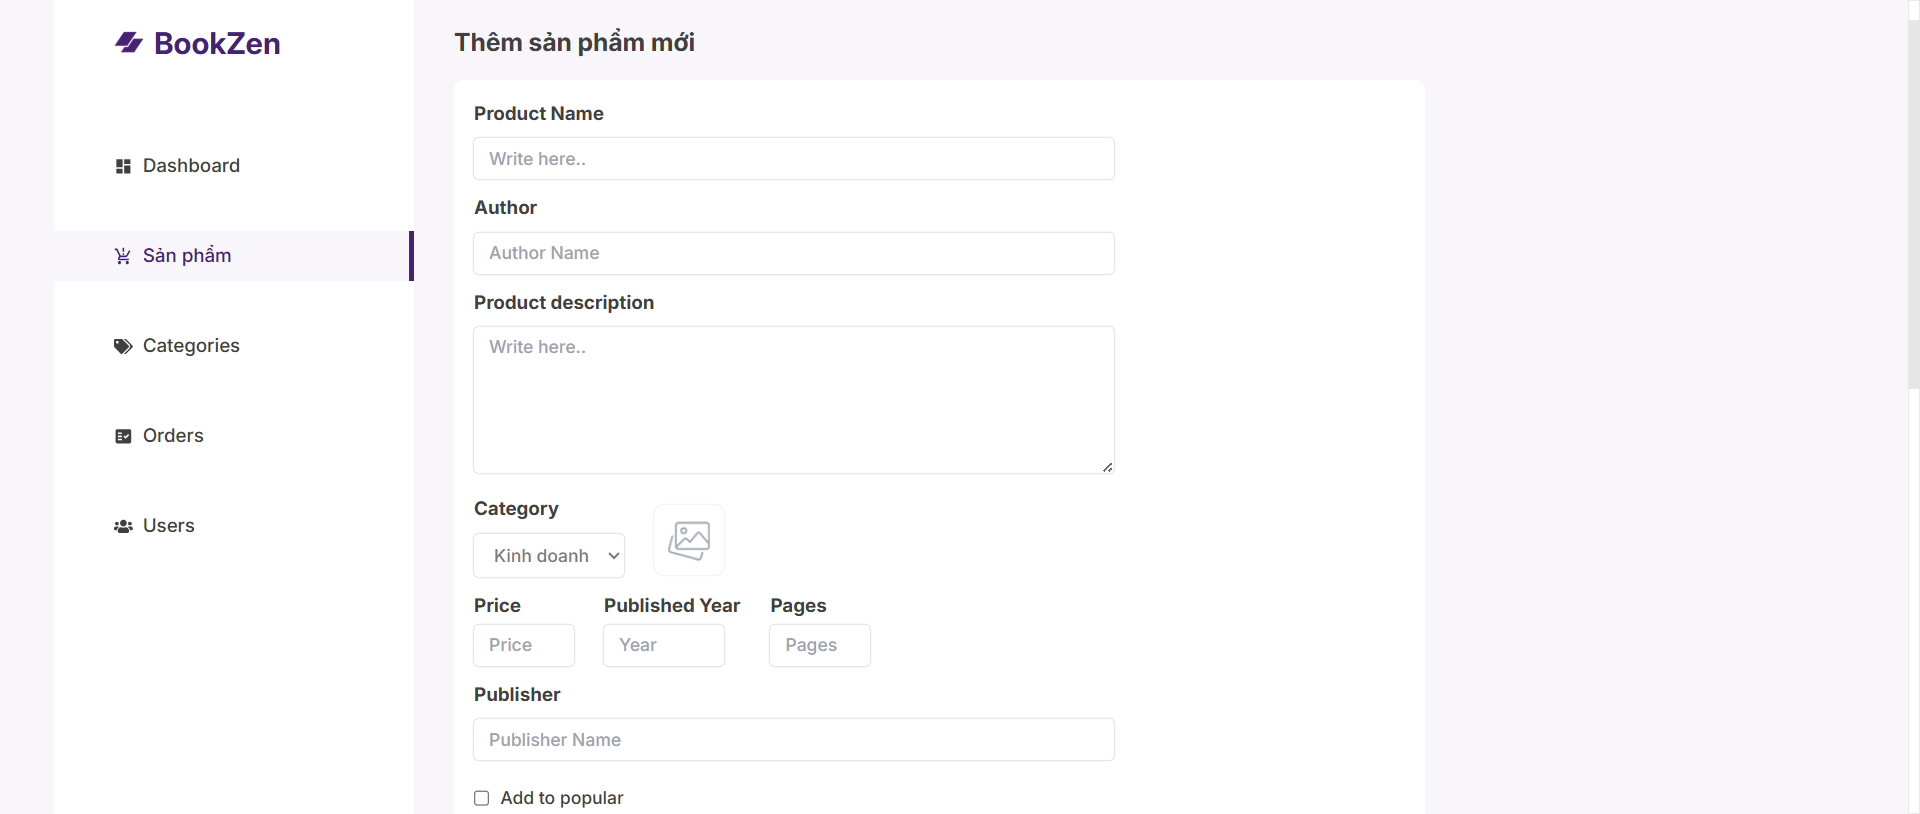 BookZen
Dashboard
Sản phẩm
Categories
Orders
Users
Thêm sản phẩm mới
Product Name
Write here..
Author
Author Name
Product description
Write here..
Category
Kinh doanh
Price Published Year Pages
Price Year Pages
Publisher
Publisher Name
Add to popular